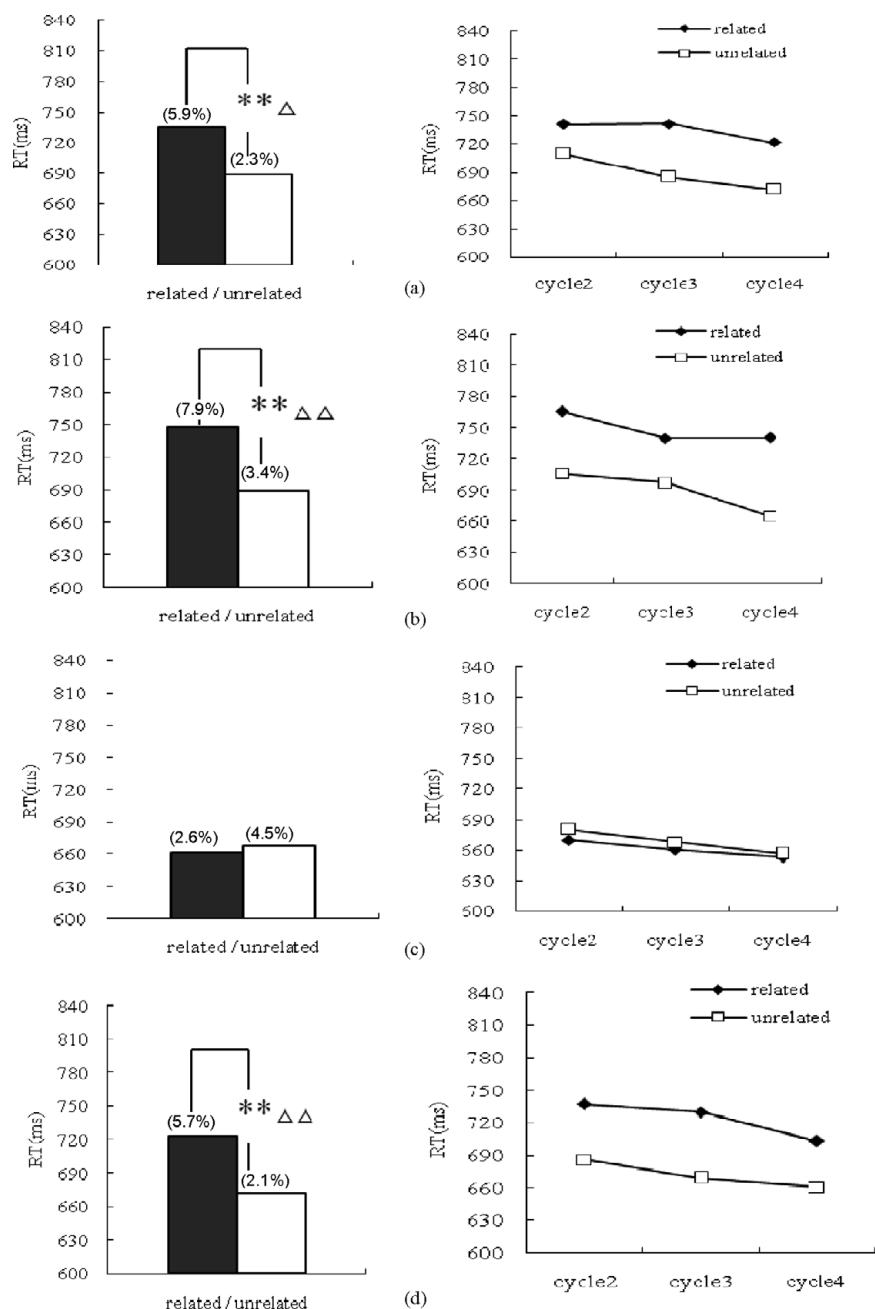 840
810
780
750
720
690
660
630
600
RT(ms)
(5.9%)
**△
(2.3%)
related / unrelated
related
unrelated
840
810
780
750
720
690
660
630
600
RT(ms)
cycle2 cycle3 cycle4
(a)
840
810
780
750
720
690
660
630
600
RT(ms)
(7.9%)
**△△
(3.4%)
related / unrelated
related
unrelated
840
810
780
750
720
690
660
630
600
RT(ms)
cycle2 cycle3 cycle4
(b)
840
810
780
750
720
690
660
630
600
RT(ms)
(2.6%) (4.5%)
related / unrelated
related
unrelated
840
810
780
750
720
690
660
630
600
RT(ms)
cycle2 cycle3 cycle4
(c)
840
810
780
750
720
690
660
630
600
RT(ms)
(5.7%)
**△△
(2.1%)
related / unrelated
related
unrelated
840
810
780
750
720
690
660
630
600
RT(ms)
cycle2 cycle3 cycle4
(d)